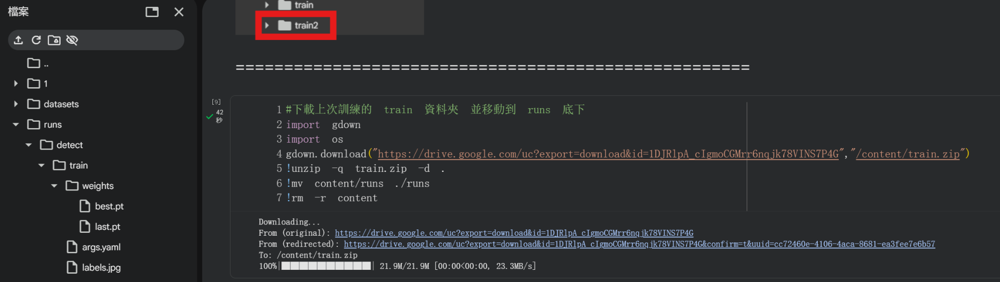 檔案
..
1
datasets
runs
detect
train
weights
best.pt
last.pt
args.yaml
labels.jpg
train
train2
=====================================================
[9]
42
秒
1 #下載上次訓練的 train 資料夾 並移動到 runs 底下
2 import gdown
3 import os
4 gdown.download("https://drive.google.com/uc?export=download&id=1DJRlpA_cIgmoCGMrr6nqjk78VINS7P4G","/content/train.zip")
5 !unzip -q train.zip -d .
6 !mv content/runs ./runs
7 !rm -r content
Downloading...
From (original): https://drive.google.com/uc?export=download&id=1DJRlpA_cIgmoCGMrr6nqjk78VINS7P4G
From (redirected): https://drive.google.com/uc?export=download&id=1DJRlpA_cIgmoCGMrr6nqjk78VINS7P4G&confirm=t&uuid=cc72460e-4106-4aca-8681-ea3fee7e6b57
To: /content/train.zip
100%|██████████| 21.9M/21.9M [00:00<00:00, 23.3MB/s]